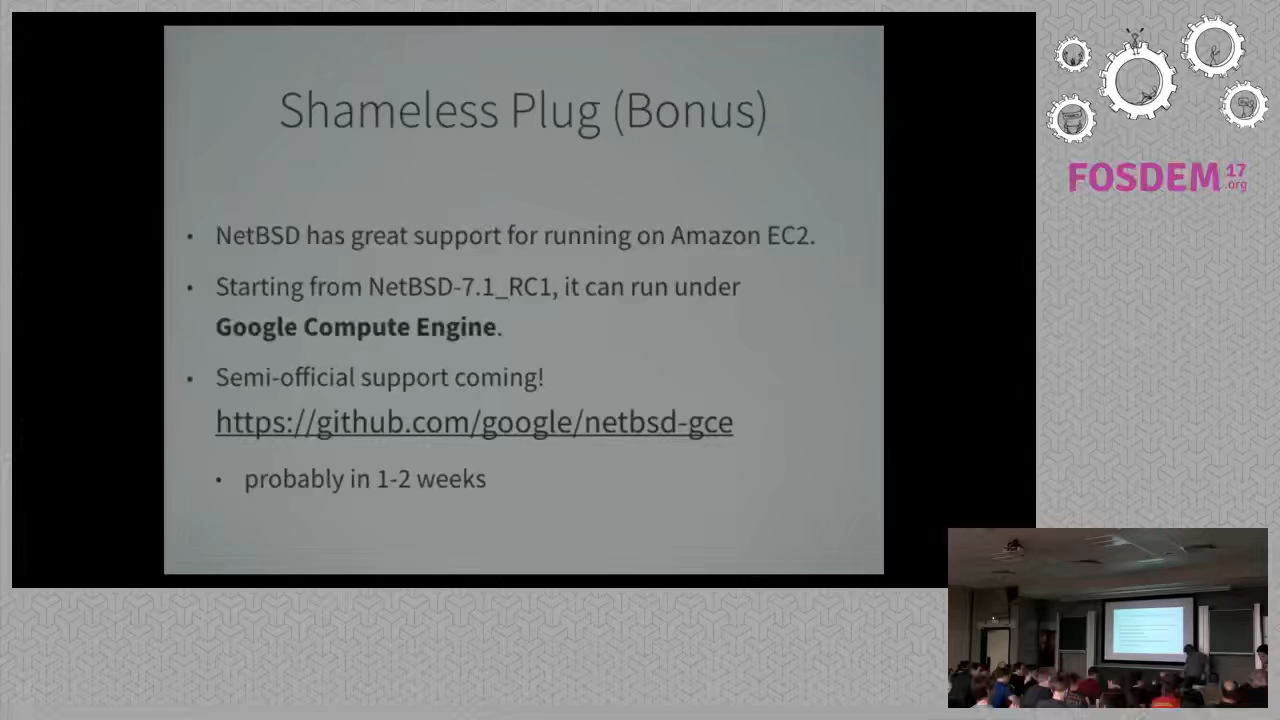 Shameless Plug (Bonus)
• NetBSD has great support for running on Amazon EC2.
• Starting from NetBSD-7.1_RC1, it can run under
Google Compute Engine.
• Semi-official support coming!
https://github.com/google/netbsd-gce
• probably in 1-2 weeks
FOSDEM 17
.org